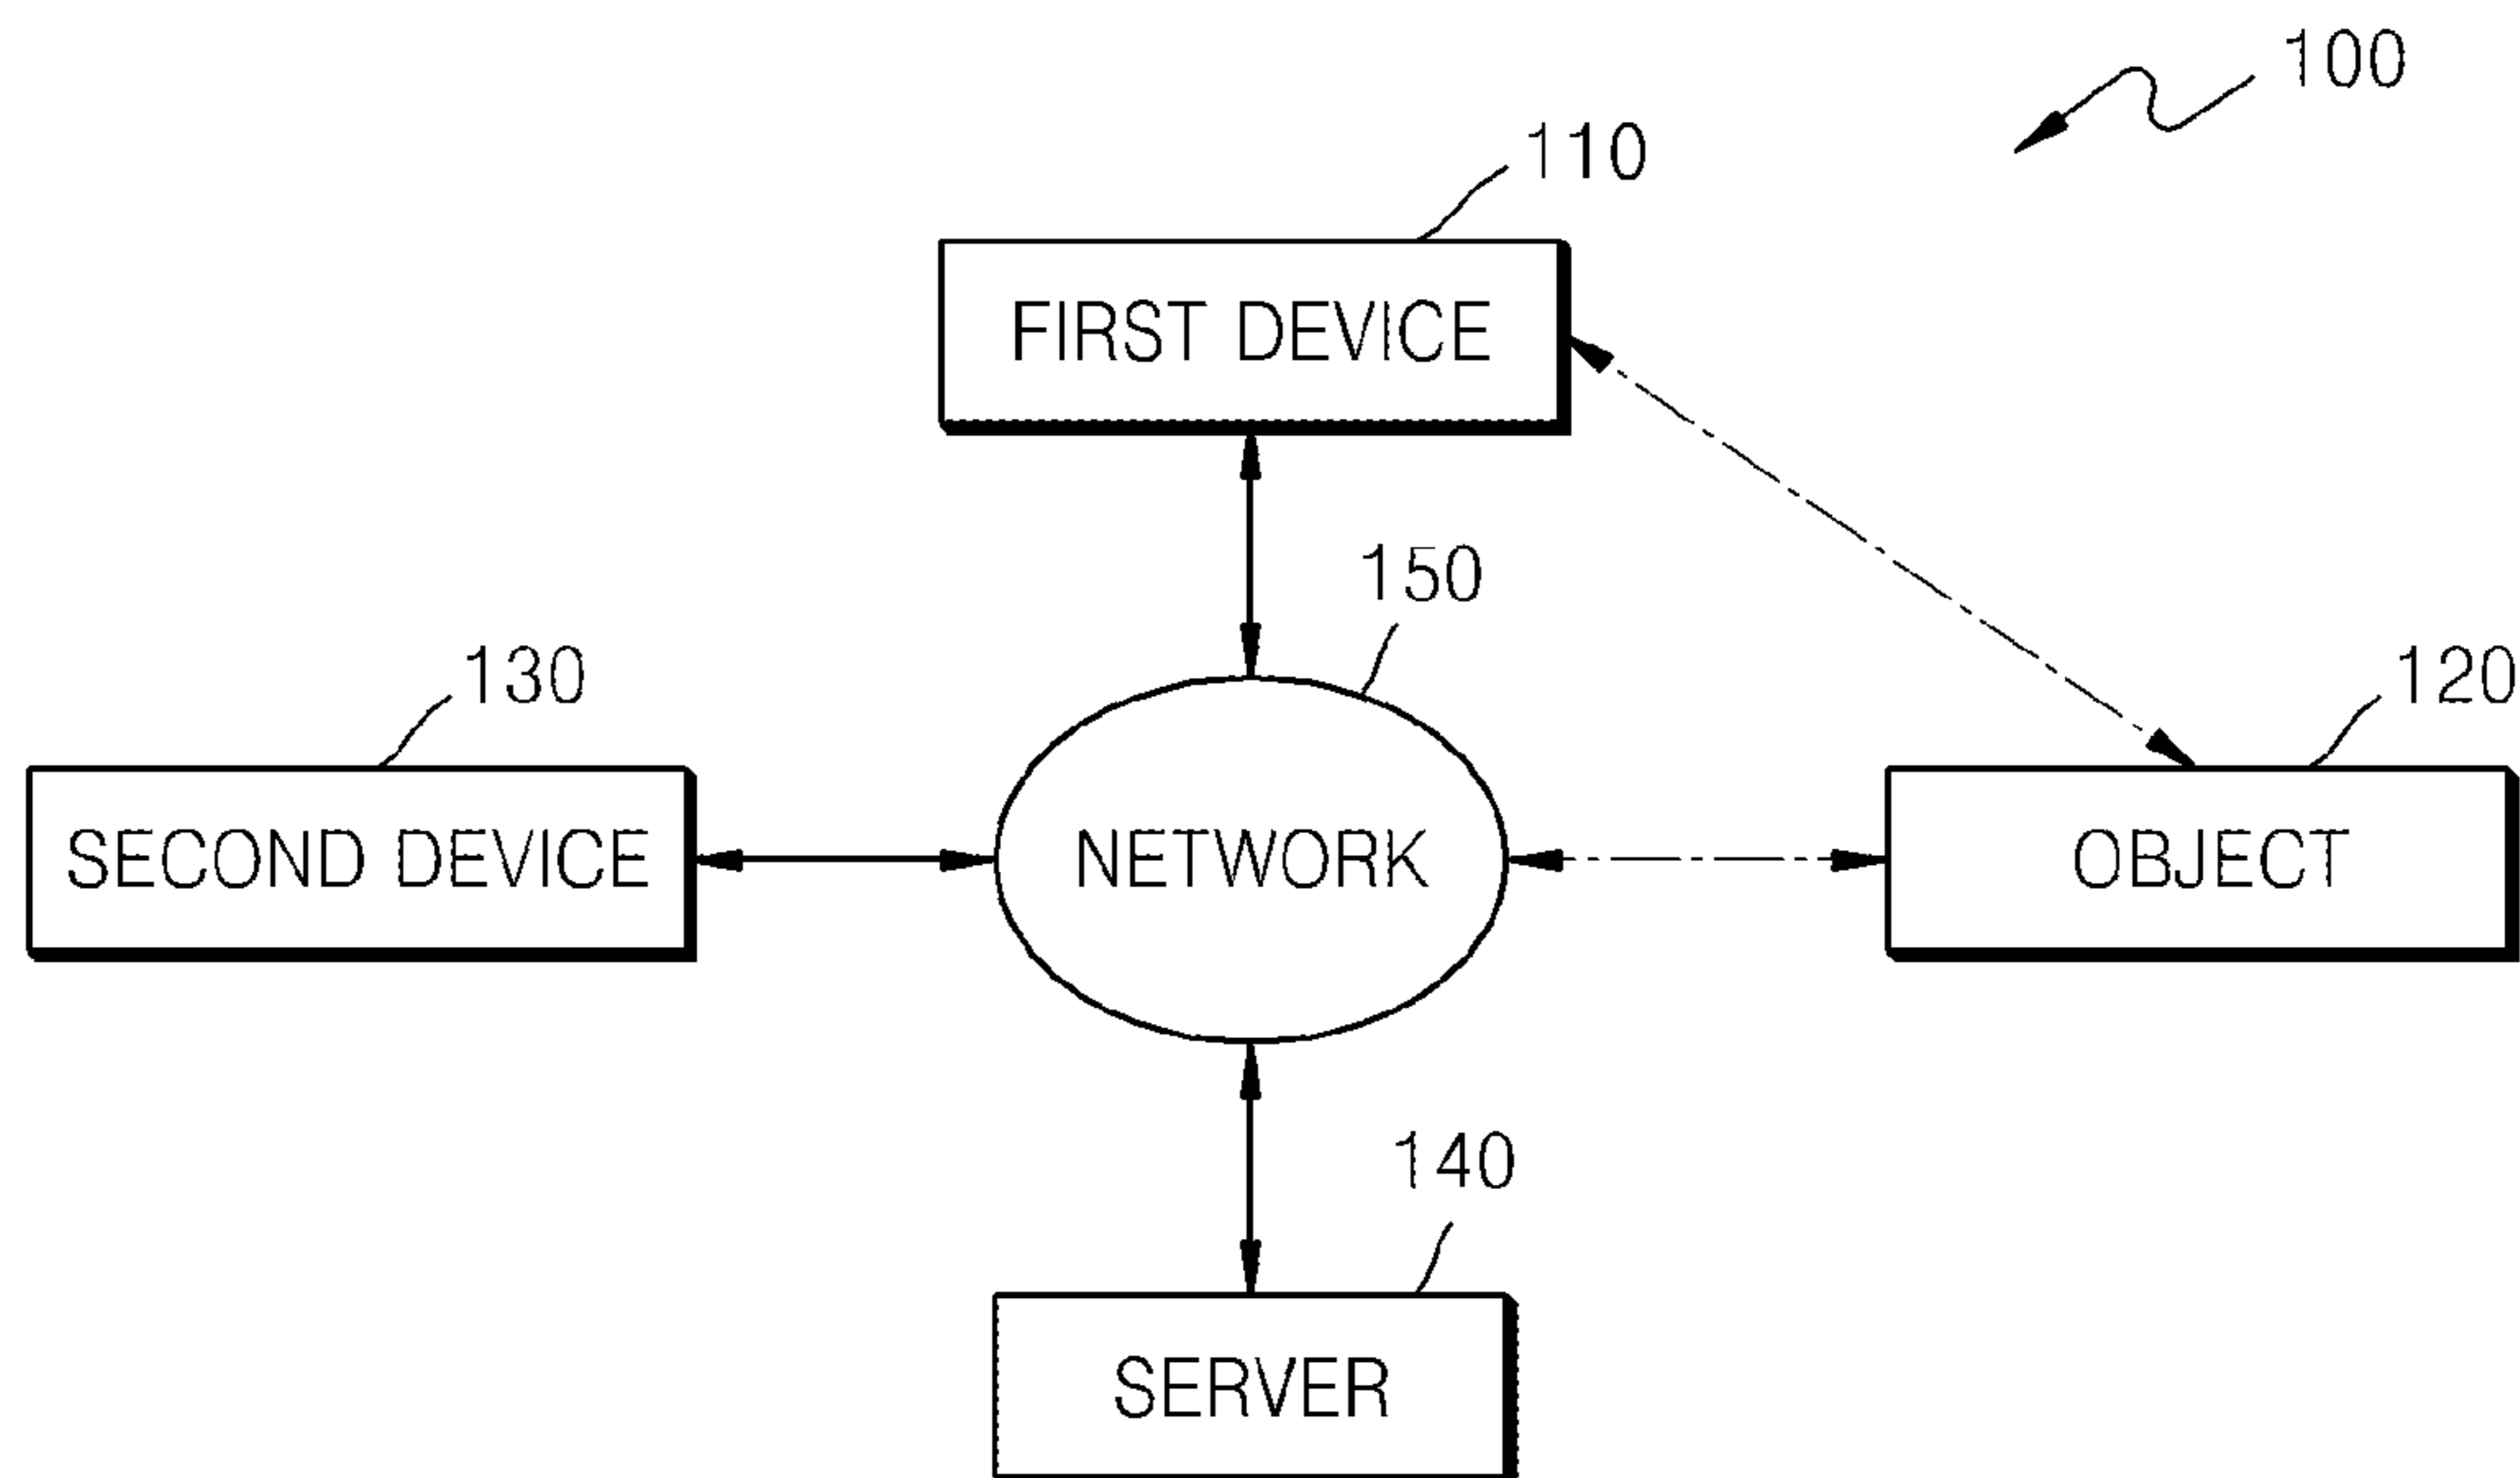 100
110
FIRST DEVICE
150
130
120
SECOND DEVICE
NETWORK
OBJECT
140
SERVER